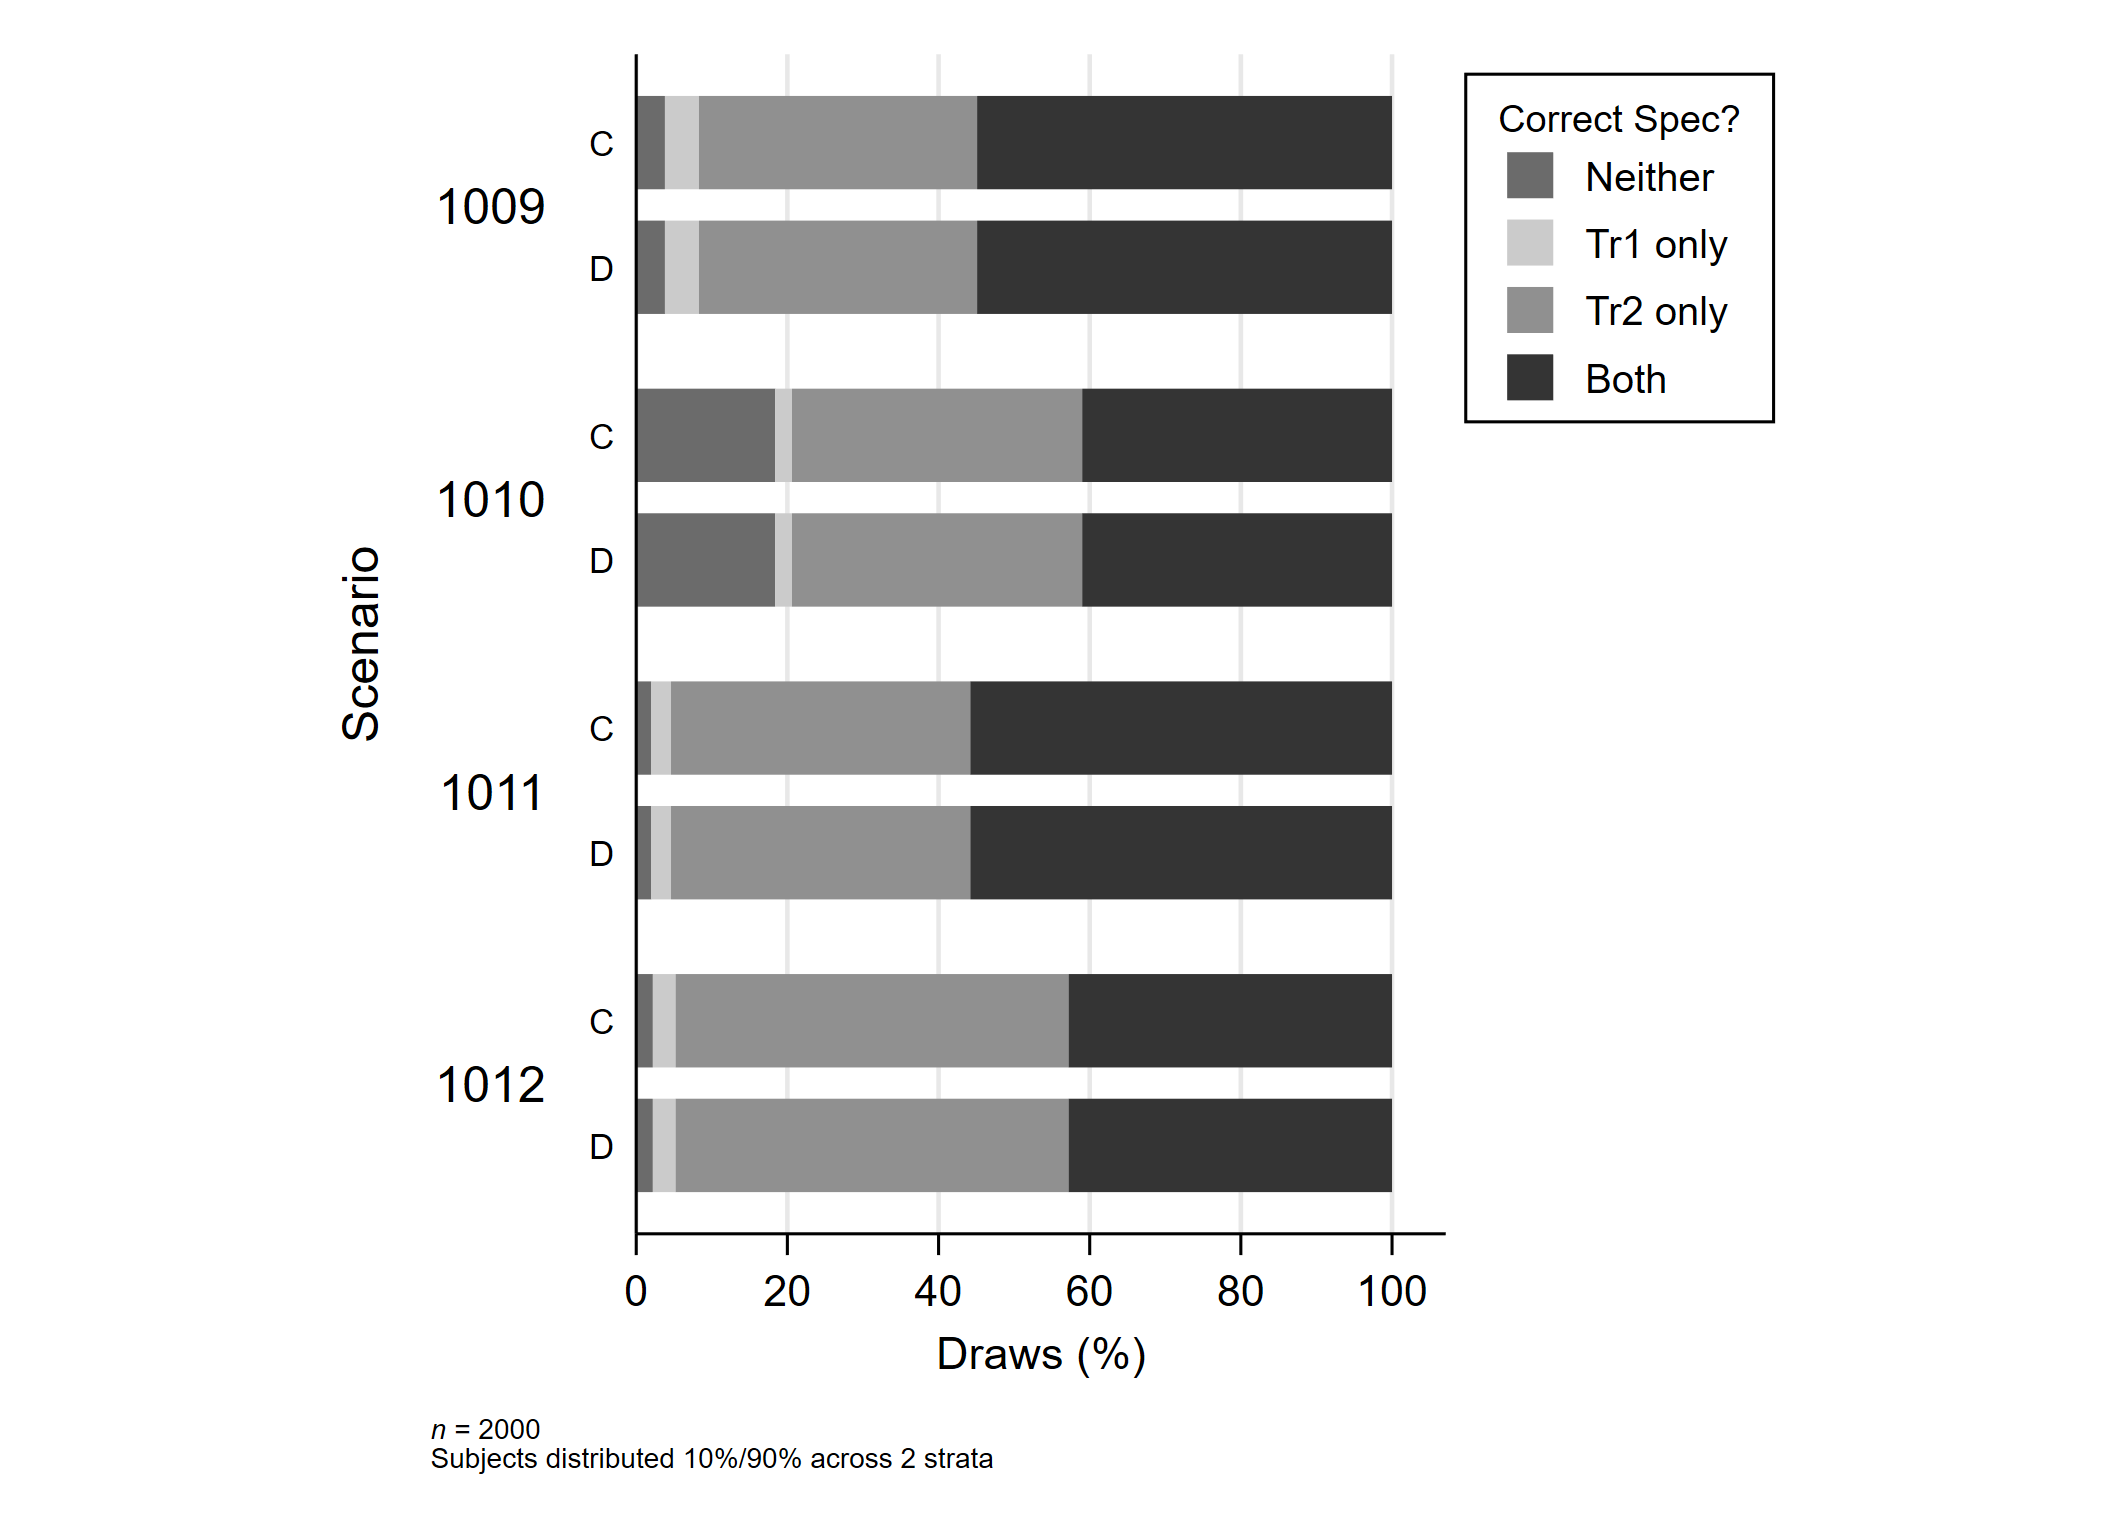 Correct Spec?
Neither
Tr1 only
Tr2 only
Both
Scenario
1009
C
D
1010
C
D
1011
C
D
1012
C
D
0 20 40 60 80 100
Draws (%)
n = 2000
Subjects distributed 10%/90% across 2 strata